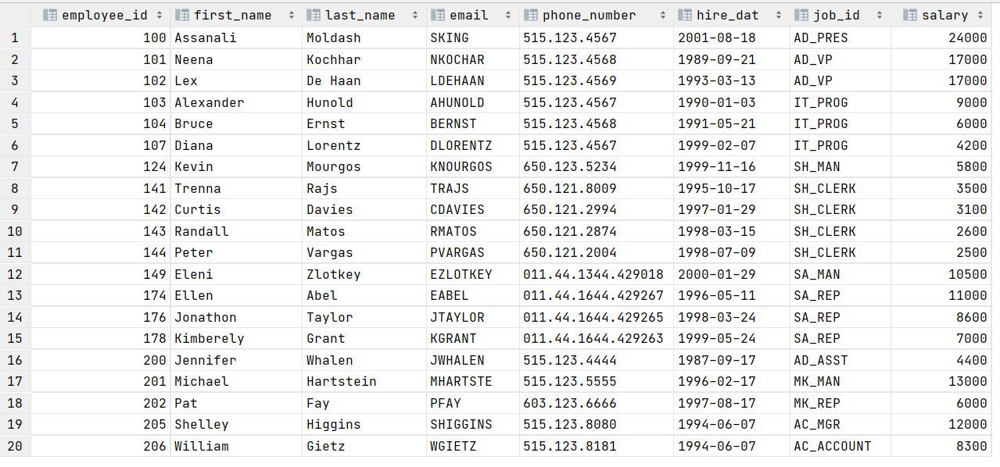 employee_id first_name last_name email phone_number hire_dat job_id salary
1 100 Assanali Moldash SKING 515.123.4567 2001-08-18 AD_PRES 24000
2 101 Neena Kochhar NKOCHAR 515.123.4568 1989-09-21 AD_VP 17000
3 102 Lex De Haan LDEHAAN 515.123.4569 1993-03-13 AD_VP 17000
4 103 Alexander Hunold AHUNOLD 515.123.4567 1990-01-03 IT_PROG 9000
5 104 Bruce Ernst BERNST 515.123.4568 1991-05-21 IT_PROG 6000
6 107 Diana Lorentz DLORENTZ 515.123.4567 1999-02-07 IT_PROG 4200
7 124 Kevin Mourgos KNOURGOS 650.123.5234 1999-11-16 SH_MAN 5800
8 141 Trenna Rajs TRAJS 650.121.8009 1995-10-17 SH_CLERK 3500
9 142 Curtis Davies CDAVIES 650.121.2994 1997-01-29 SH_CLERK 3100
10 143 Randall Matos RMATOS 650.121.2874 1998-03-15 SH_CLERK 2600
11 144 Peter Vargas PVARGAS 650.121.2004 1998-07-09 SH_CLERK 2500
12 149 Eleni Zlotkey EZLOTKEY 011.44.1344.429018 2000-01-29 SA_MAN 10500
13 174 Ellen Abel EABEL 011.44.1644.429267 1996-05-11 SA_REP 11000
14 176 Jonathon Taylor JTAYLOR 011.44.1644.429265 1998-03-24 SA_REP 8600
15 178 Kimberely Grant KGRANT 011.44.1644.429263 1999-05-24 SA_REP 7000
16 200 Jennifer Whalen JWHALEN 515.123.4444 1987-09-17 AD_ASST 4400
17 201 Michael Hartstein MHARTSTE 515.123.5555 1996-02-17 MK_MAN 13000
18 202 Pat Fay PFAY 603.123.6666 1997-08-17 MK_REP 6000
19 205 Shelley Higgins SHIGGINS 515.123.8080 1994-06-07 AC_MGR 12000
20 206 William Gietz WGIETZ 515.123.8181 1994-06-07 AC_ACCOUNT 8300